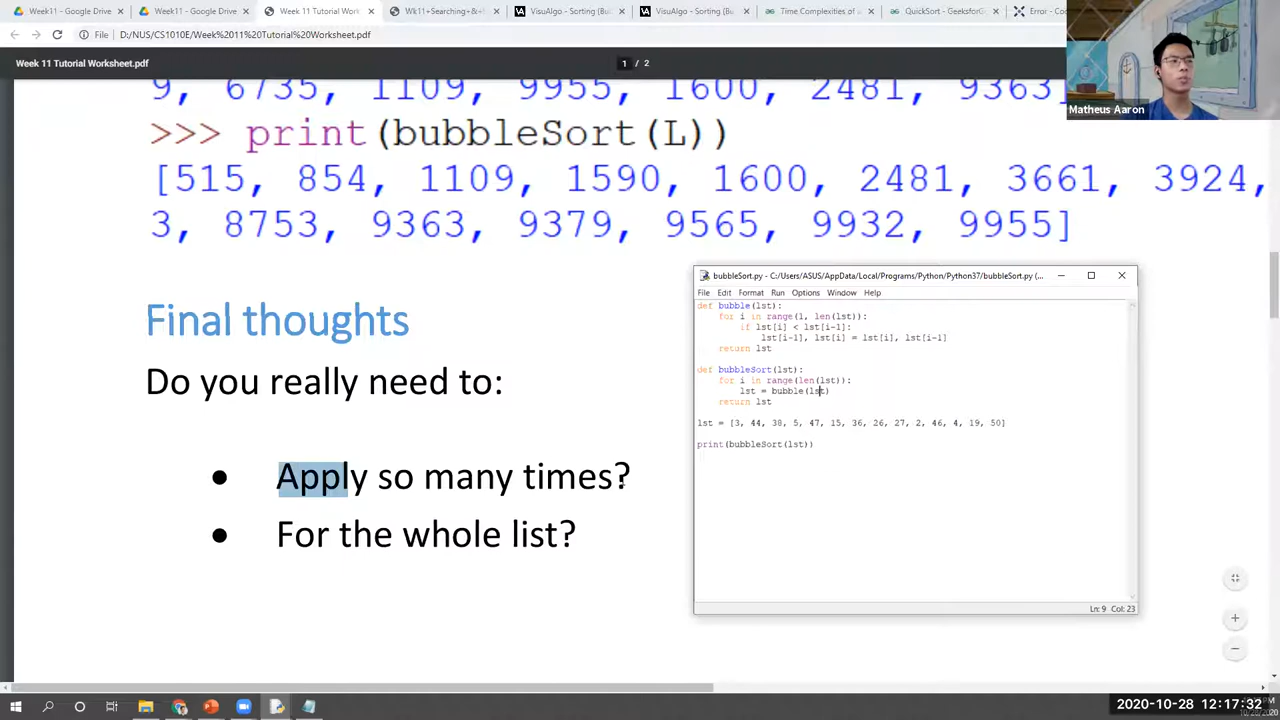 Week11 - Google Drive
Week11 - Google Drive
Week 11 Tutorial Work
Wk11+Searching+&+
VisuAlgo - Sorting (Bu
VisuAlgo - Sorting (Bu
Time Complexities of
QuickSort - GeeksforG
Error - Co
File
D:/NUS/CS1010E/Week%2011%20Tutorial%20Worksheet.pdf
Week 11 Tutorial Worksheet.pdf
1 / 2
Matheus Aaron
9, 6735, 1109, 9955, 1600, 2481, 9363]
>>> print(bubbleSort(L))
[515, 854, 1109, 1590, 1600, 2481, 3661, 3924,
3, 8753, 9363, 9379, 9565, 9932, 9955]
Final thoughts
Do you really need to:
• Apply so many times?
• For the whole list?
bubbleSort.py - C:/Users/ASUS/AppData/Local/Programs/Python/Python37/bubbleSort.py (...
File Edit Format Run Options Window Help
def bubble(lst):
for i in range(1, len(lst)):
if lst[i] < lst[i-1]:
lst[i-1], lst[i] = lst[i], lst[i-1]
return lst
def bubbleSort(lst):
for i in range(len(lst)):
lst = bubble(lst)
return lst
lst = [3, 44, 38, 5, 47, 15, 36, 26, 27, 2, 46, 4, 19, 50]
print(bubbleSort(lst))
Ln: 9 Col: 23
2020-10-28 12:17:32